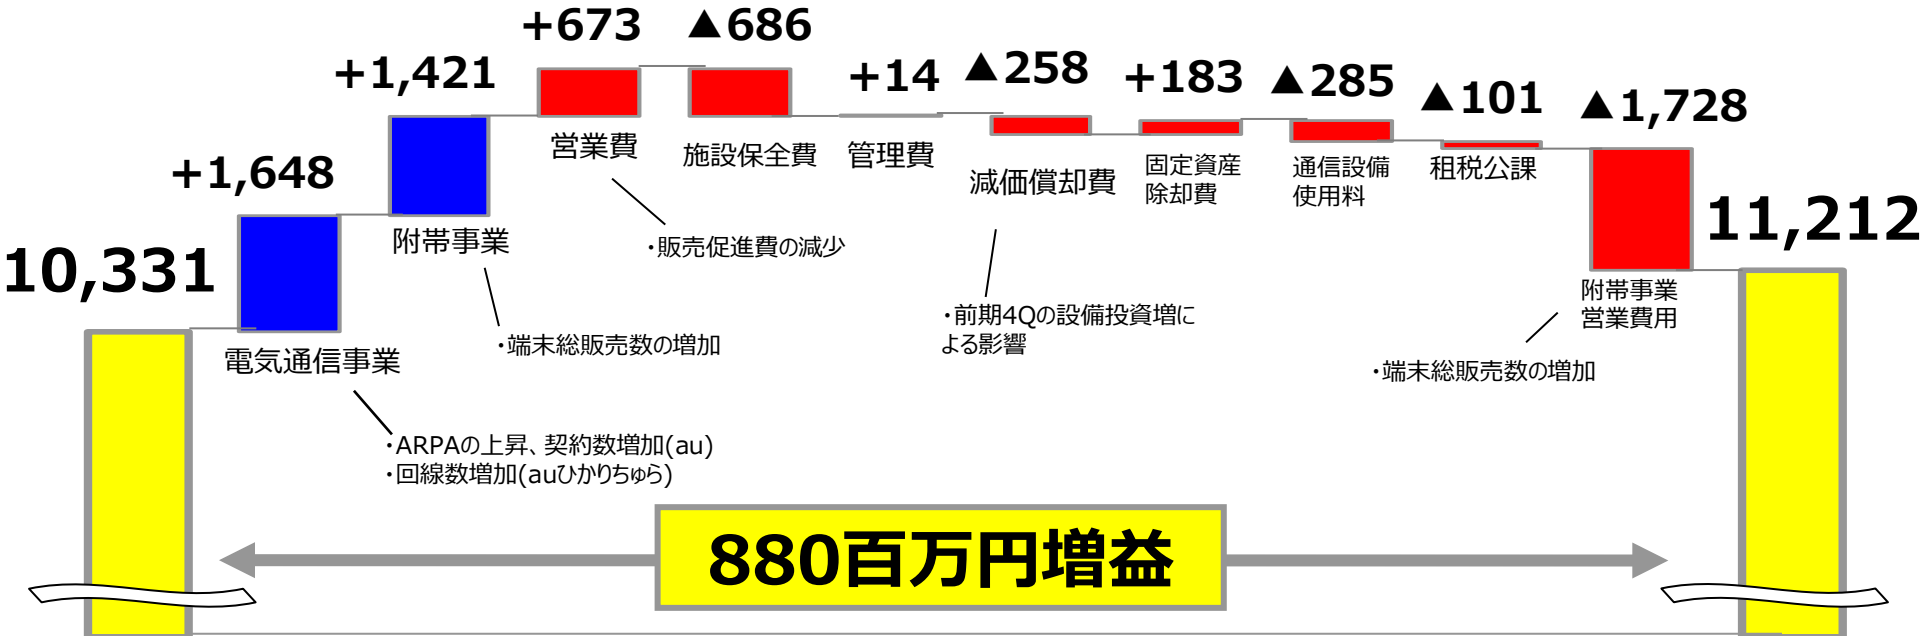 10,331
+1,648
電気通信事業
・ARPAの上昇、契約数増加(au)
・回線数増加(auひかりちゅら)
+1,421
附帯事業
・端末総販売数の増加
+673
営業費
・販売促進費の減少
▲686
施設保全費
+14
管理費
▲258
減価償却費
・前期4Qの設備投資増に
よる影響
+183
固定資産
除却費
▲285
通信設備
使用料
▲101
租税公課
▲1,728
附帯事業
営業費用
・端末総販売数の増加
11,212
880百万円増益